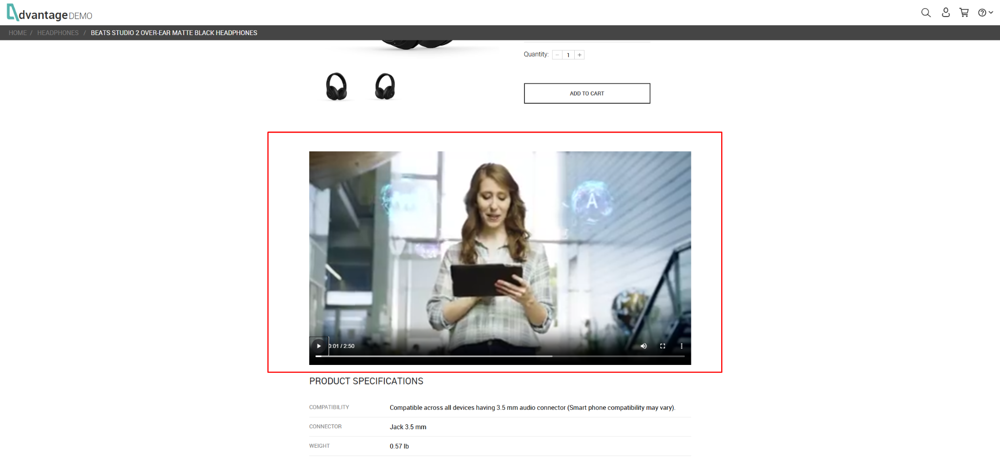 dvantage DEMO
HOME / HEADPHONES / BEATS STUDIO 2 OVER-EAR MATTE BLACK HEADPHONES
Quantity: − 1 +
ADD TO CART
A
0:01 / 2:50
PRODUCT SPECIFICATIONS
COMPATIBILITY Compatible across all devices having 3.5 mm audio connector (Smart phone compatibility may vary).
CONNECTOR Jack 3.5 mm
WEIGHT 0.57 lb